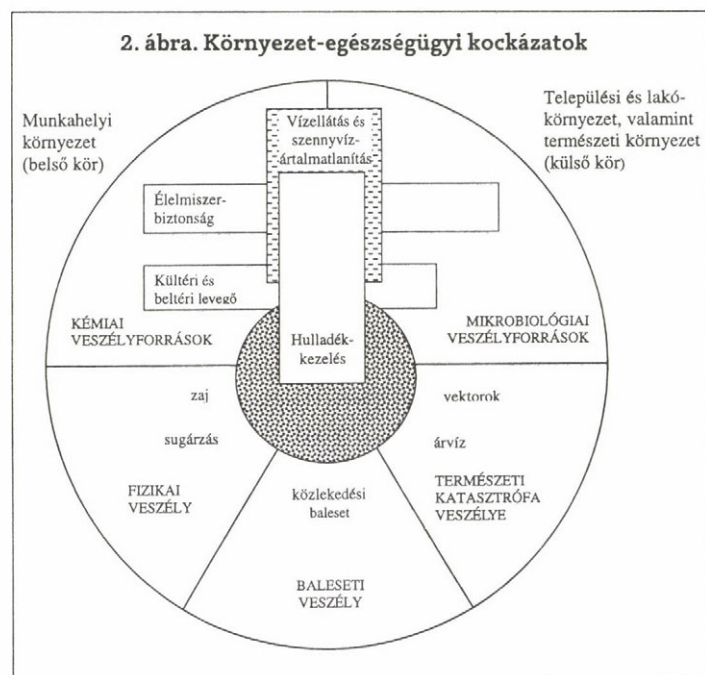 2. ábra. Környezet-egészségügyi kockázatok
Munkahelyi
környezet
(belső kör)
Települési és lakó-
környezet, valamint
természeti környezet
(külső kör)
Vízellátás és
szennyvíz-
ártalmatlanítás
Élelmiszer-
biztonság
Kültéri és
beltéri levegő
KÉMIAI
VESZÉLYFORRÁSOK
MIKROBIOLÓGIAI
VESZÉLYFORRÁSOK
Hulladék-
kezelés
zaj
vektorok
sugárzás
árvíz
FIZIKAI
VESZÉLY
közlekedési
baleset
TERMÉSZETI
KATASZTRÓFA
VESZÉLYE
BALESETI
VESZÉLY